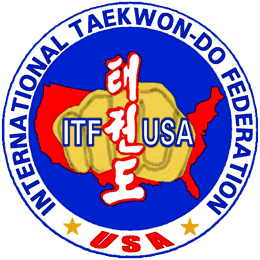 INTERNATIONAL TAEKWON-DO FEDERATION
태권도
ITF USA
USA